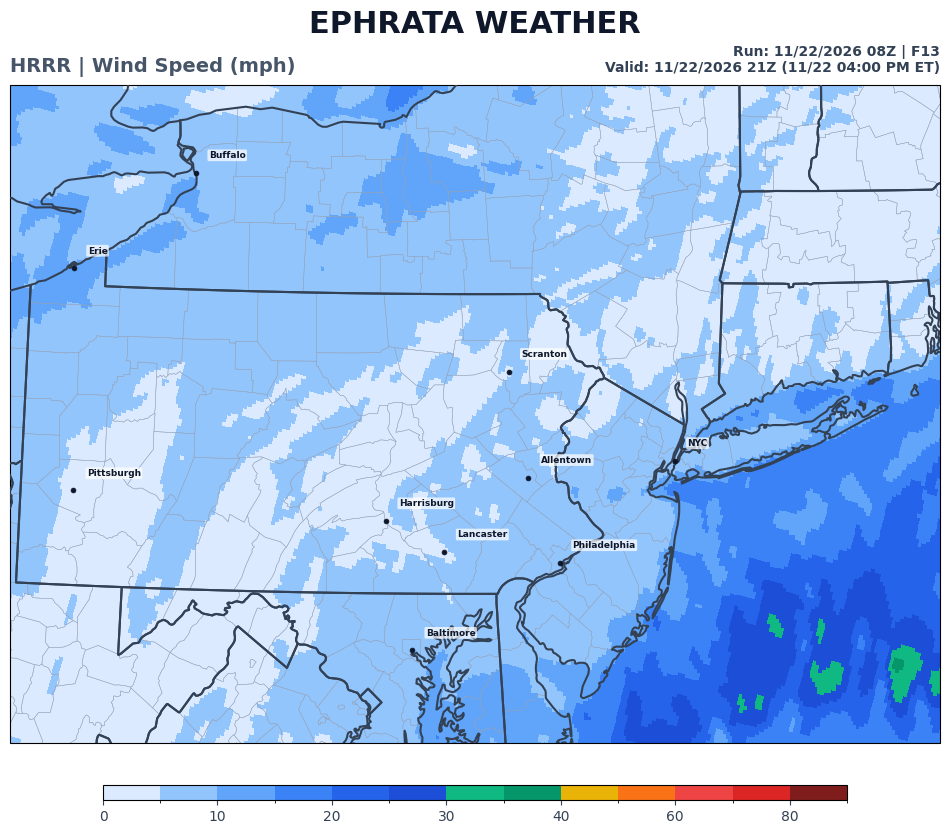 EPHRATA WEATHER
HRRR | Wind Speed (mph)
Run: 11/22/2026 08Z | F13
Valid: 11/22/2026 21Z (11/22 04:00 PM ET)
Buffalo
Erie
Scranton
NYC
Allentown
Pittsburgh
Harrisburg
Lancaster
Philadelphia
Baltimore
0 10 20 30 40 50 60 70 80